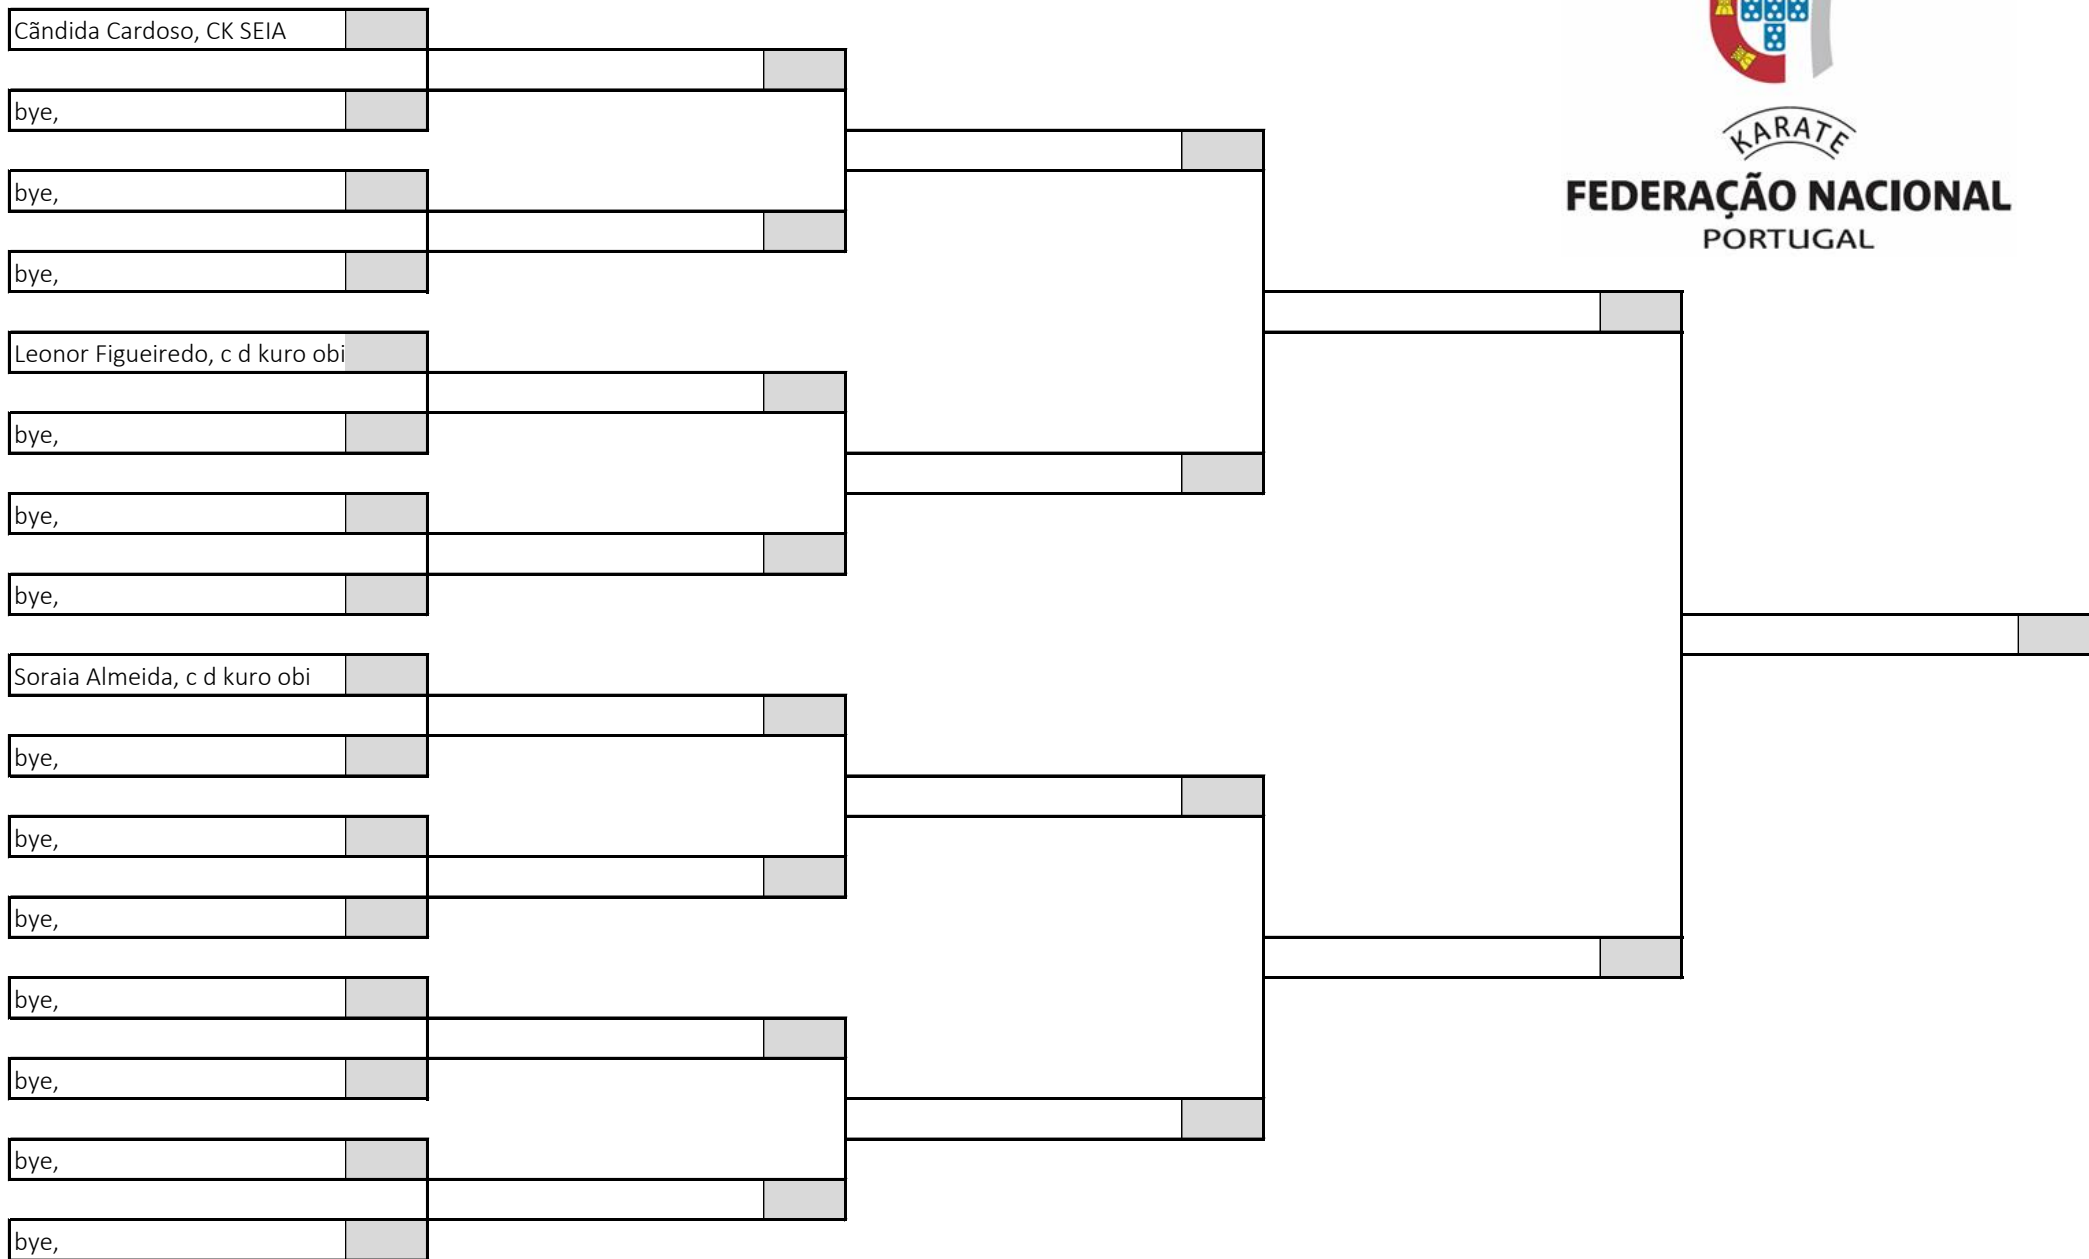 Cãndida Cardoso, CK SEIA
bye,
bye,
bye,
Leonor Figueiredo, c d kuro obi
bye,
bye,
bye,
Soraia Almeida, c d kuro obi
bye,
bye,
bye,
bye,
bye,
bye,
bye,
KARATE
FEDERAÇÃO NACIONAL
PORTUGAL